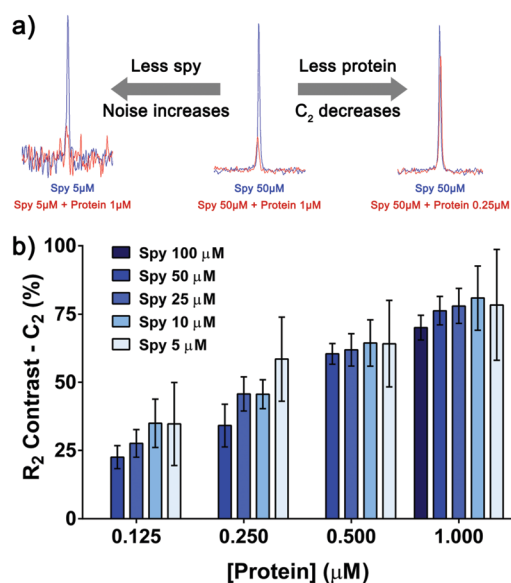 a)
Less spy
Noise increases
Less protein
C₂ decreases
Spy 5μM
Spy 5μM + Protein 1μM
Spy 50μM
Spy 50μM + Protein 1μM
Spy 50μM
Spy 50μM + Protein 0.25μM
b)
R₂ Contrast - C₂ (%)
100
75
50
25
0
Spy 100 μM
Spy 50 μM
Spy 25 μM
Spy 10 μM
Spy 5 μM
0.125 0.250 0.500 1.000
[Protein] (μM)